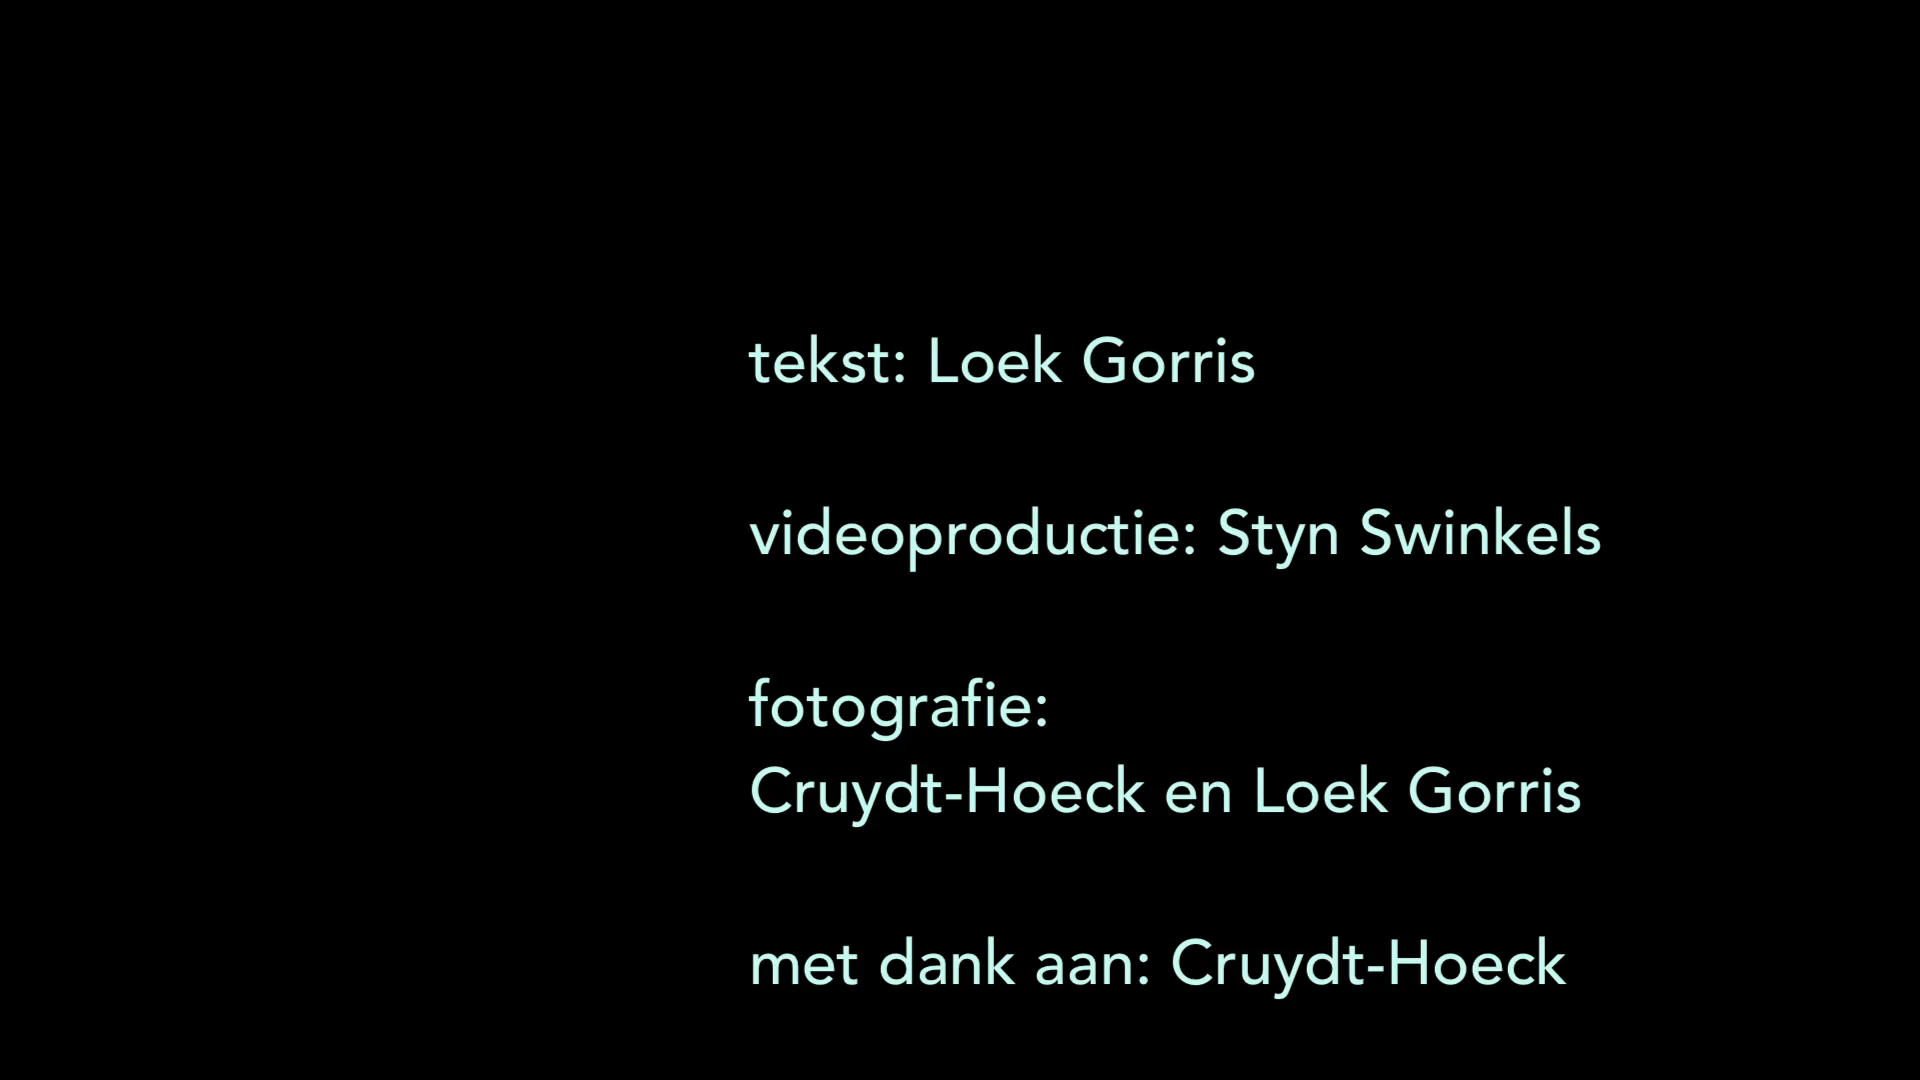 tekst: Loek Gorris
videoproductie: Styn Swinkels
fotografie:
Cruydt-Hoeck en Loek Gorris
met dank aan: Cruydt-Hoeck